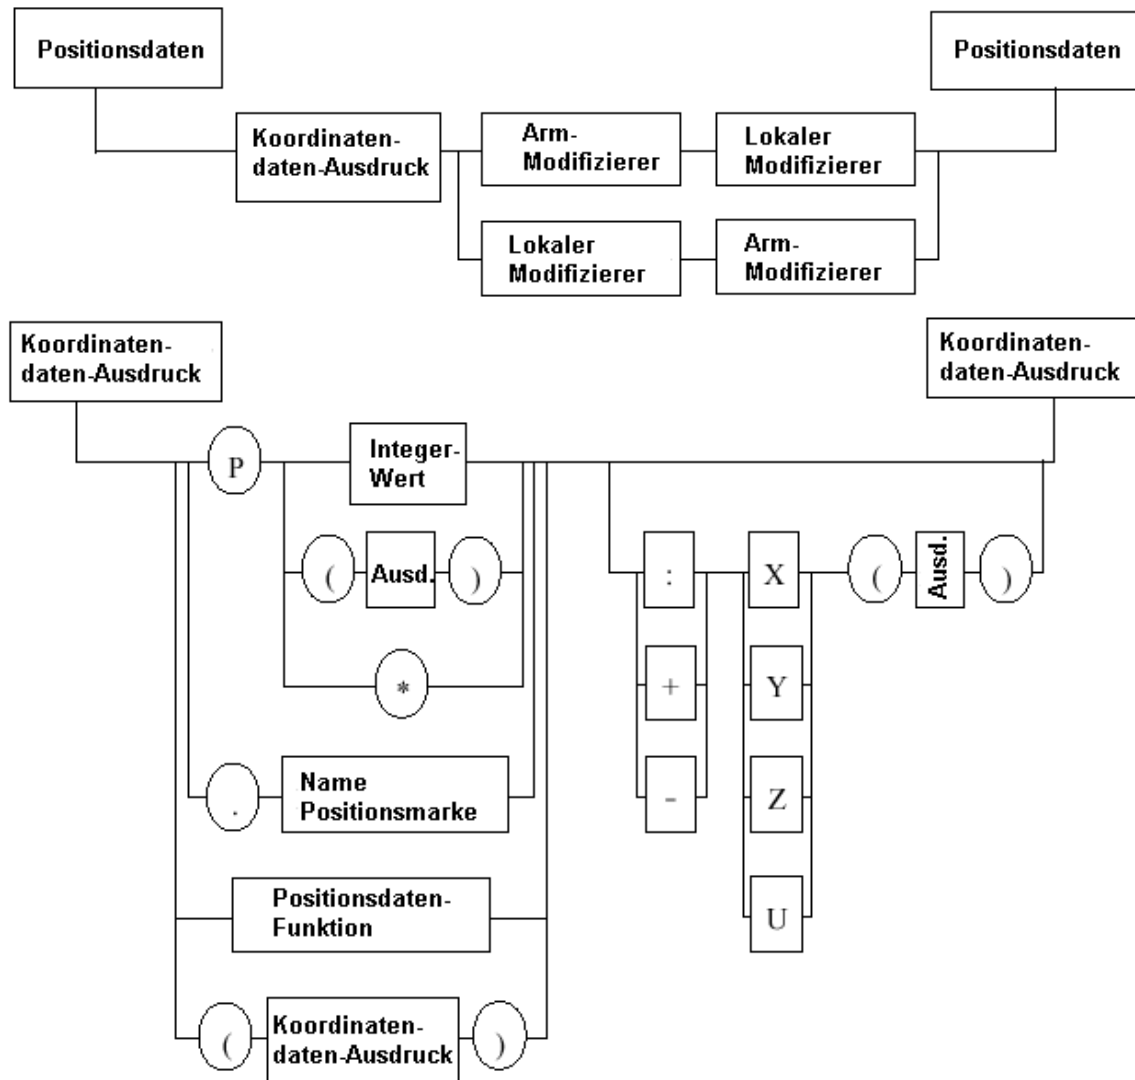 Positionsdaten
Positionsdaten
Koordinaten-
daten-Ausdruck
Arm-
Modifizierer
Lokaler
Modifizierer
Lokaler
Modifizierer
Arm-
Modifizierer
Koordinaten-
daten-Ausdruck
Koordinaten-
daten-Ausdruck
P
Integer-
Wert
(
Ausd.
)
*
.
Name
Positionsmarke
Positionsdaten-
Funktion
(
Koordinaten-
daten-Ausdruck
)
:
+
-
X
Y
Z
U
(
Ausd.
)